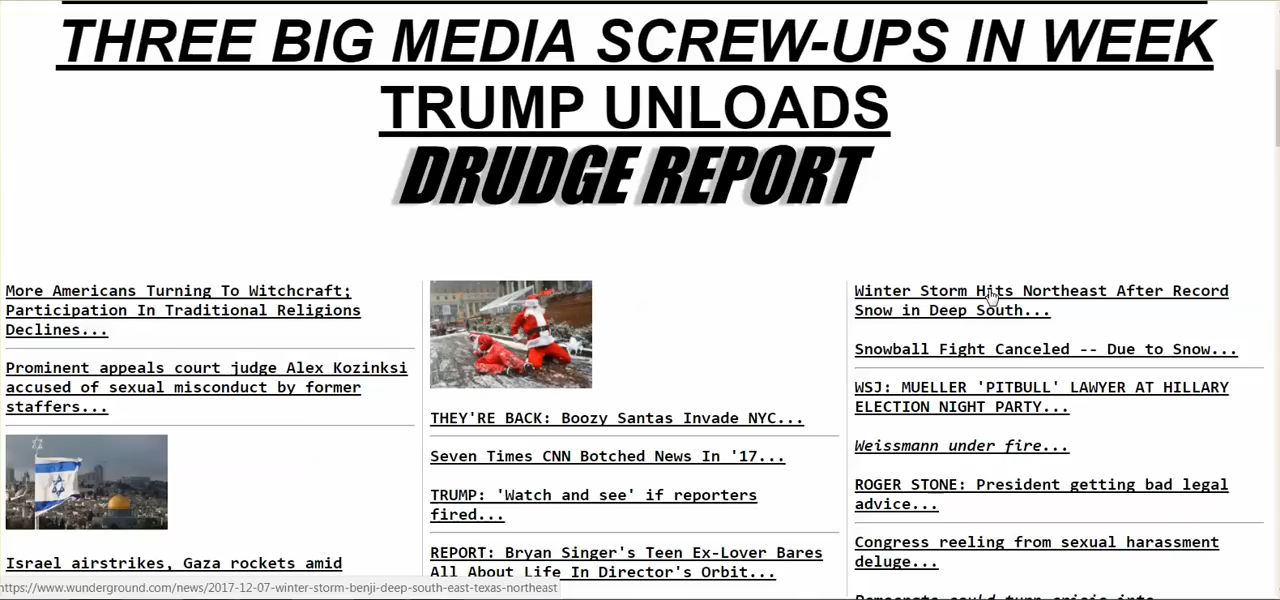 THREE BIG MEDIA SCREW-UPS IN WEEK
TRUMP UNLOADS
DRUDGE REPORT
More Americans Turning To Witchcraft;
Participation In Traditional Religions
Declines...
Prominent appeals court judge Alex Kozinksi
accused of sexual misconduct by former
staffers...
Israel airstrikes, Gaza rockets amid
THEY'RE BACK: Boozy Santas Invade NYC...
Seven Times CNN Botched News In '17...
TRUMP: 'Watch and see' if reporters
fired...
REPORT: Bryan Singer's Teen Ex-Lover Bares
All About Life In Director's Orbit...
Winter Storm Hits Northeast After Record
Snow in Deep South...
Snowball Fight Canceled -- Due to Snow...
WSJ: MUELLER 'PITBULL' LAWYER AT HILLARY
ELECTION NIGHT PARTY...
Weissmann under fire...
ROGER STONE: President getting bad legal
advice...
Congress reeling from sexual harassment
deluge...
Democrats could turn crisis into
https://www.wunderground.com/news/2017-12-07-winter-storm-benji-deep-south-east-texas-northeast